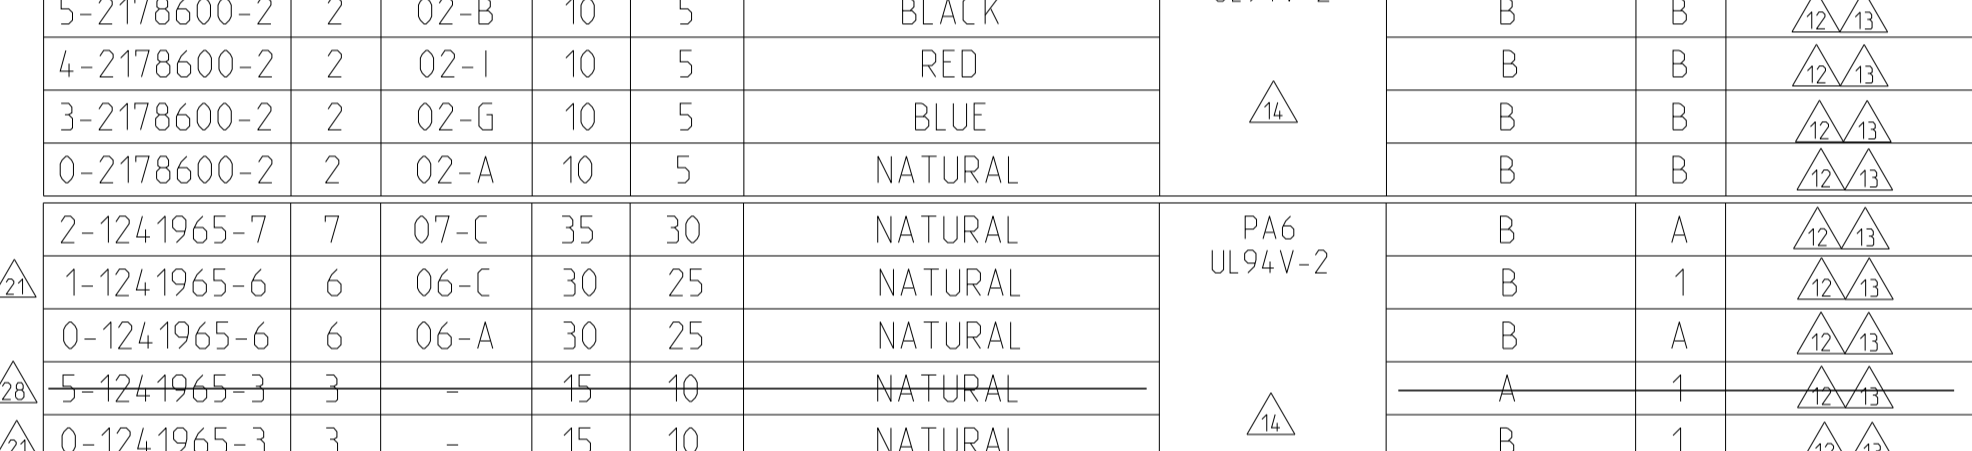 5-2178600-2 2 02-B 10 5 BLACK B B 12 13
4-2178600-2 2 02-I 10 5 RED B B 12 13
3-2178600-2 2 02-G 10 5 BLUE 14 B B 12 13
0-2178600-2 2 02-A 10 5 NATURAL B B 12 13
2-1241965-7 7 07-C 35 30 NATURAL PA6 B A 12 13
UL94V-2
21 1-1241965-6 6 06-C 30 25 NATURAL B 1 12 13
0-1241965-6 6 06-A 30 25 NATURAL B A 12 13
28 5-1241965-3 3 - 15 10 NATURAL A 1 12 13
21 0-1241965-3 3 - 15 10 NATURAL 14 B 1 12 13